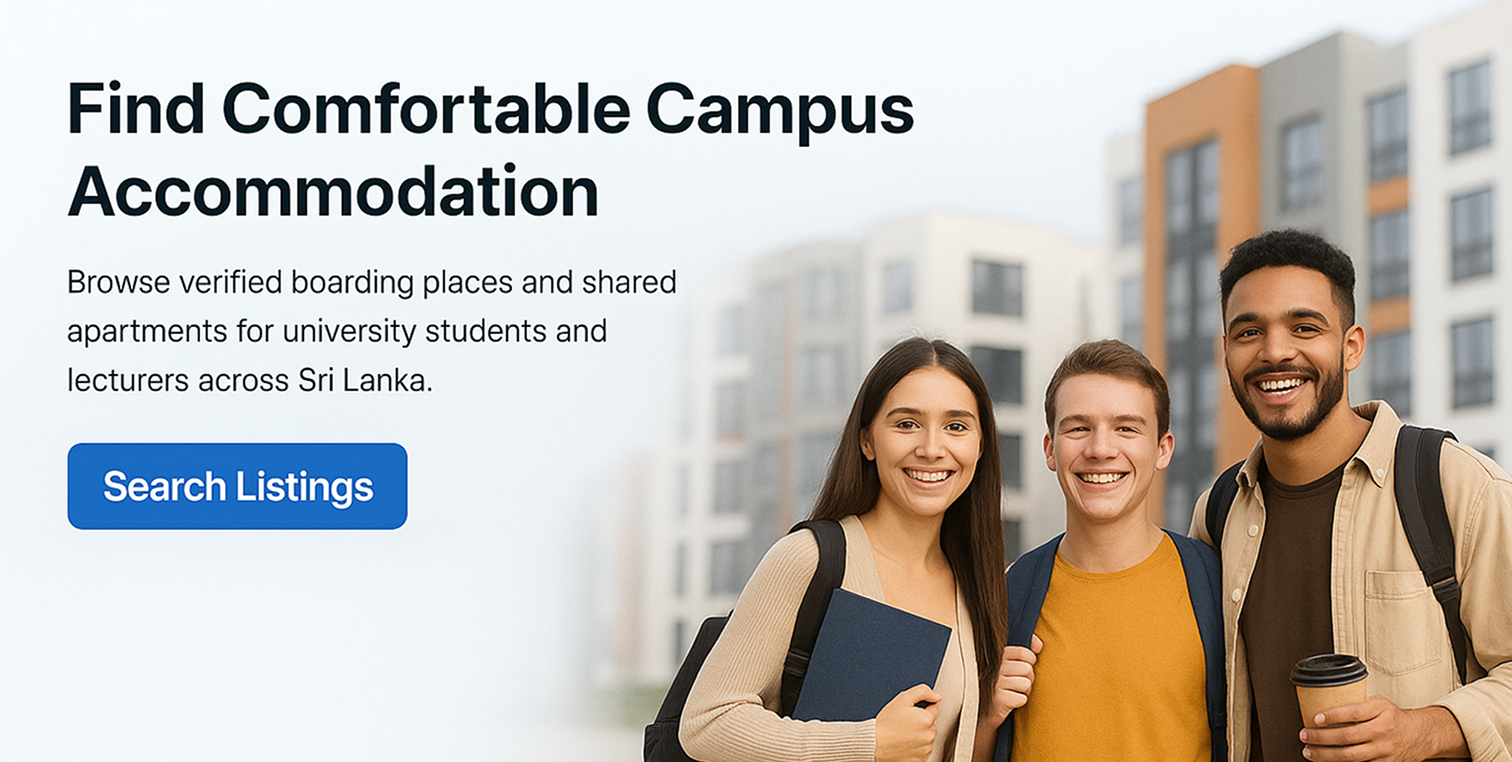 Find Comfortable Campus
Accommodation
Browse verified boarding places and shared
apartments for university students and
lecturers across Sri Lanka.
Search Listings